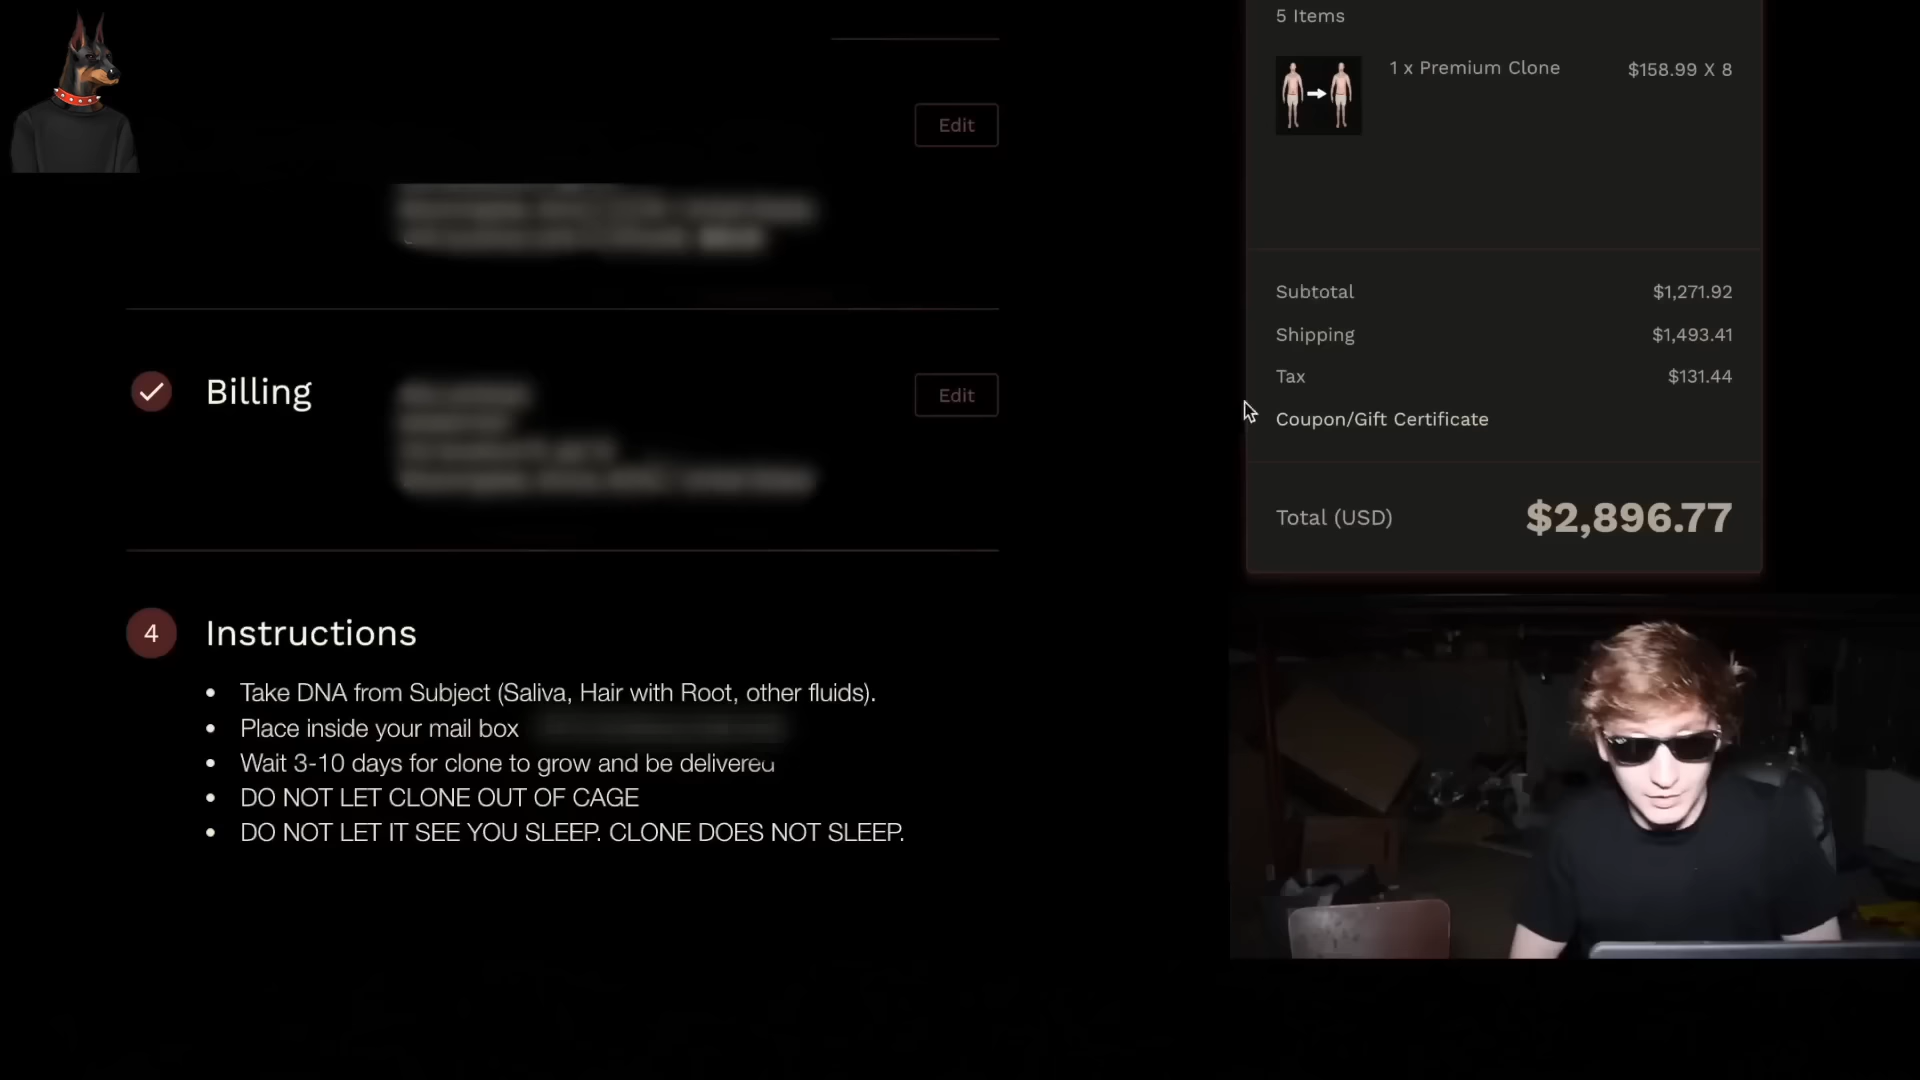 Edit
Billing
Edit
4 Instructions
Take DNA from Subject (Saliva, Hair with Root, other fluids).
Place inside your mail box
Wait 3-10 days for clone to grow and be delivered
DO NOT LET CLONE OUT OF CAGE
DO NOT LET IT SEE YOU SLEEP. CLONE DOES NOT SLEEP.
5 Items
1 x Premium Clone $158.99 X 8
Subtotal $1,271.92
Shipping $1,493.41
Tax $131.44
Coupon/Gift Certificate
Total (USD) $2,896.77